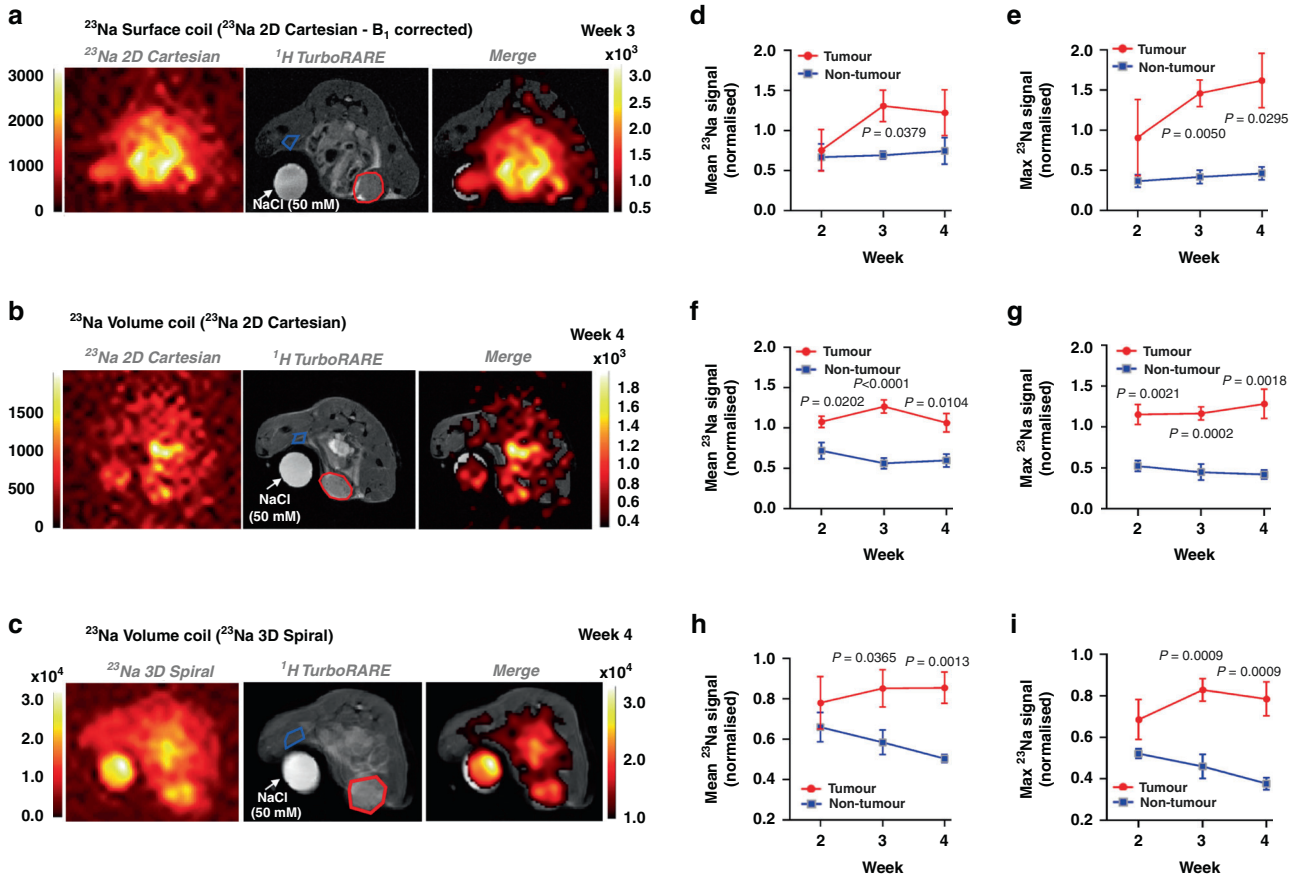 a
²³Na Surface coil (²³Na 2D Cartesian - B₁ corrected)
Week 3
²³Na 2D Cartesian
¹H TurboRARE
Merge
x10³
3000
2000
1000
0
NaCl (50 mM)
3.0
2.5
2.0
1.5
1.0
0.5
d
2.0
1.5
1.0
0.5
0.0
Mean ²³Na signal
(normalised)
Tumour
Non-tumour
P = 0.0379
2 3 4
Week
e
2.0
1.5
1.0
0.5
0.0
Max ²³Na signal
(normalised)
Tumour
Non-tumour
P = 0.0050
P = 0.0295
2 3 4
Week
b
²³Na Volume coil (²³Na 2D Cartesian)
Week 4
²³Na 2D Cartesian
¹H TurboRARE
Merge
x10³
1500
1000
500
0
NaCl
(50 mM)
1.8
1.6
1.4
1.2
1.0
0.8
0.6
0.4
f
2.0
1.5
1.0
0.5
0.0
Mean ²³Na signal
(normalised)
Tumour
Non-tumour
P<0.0001
P = 0.0202
P = 0.0104
2 3 4
Week
g
2.0
1.5
1.0
0.5
0.0
Max ²³Na signal
(normalised)
Tumour
Non-tumour
P = 0.0018
P = 0.0021
P = 0.0002
2 3 4
Week
c
²³Na Volume coil (²³Na 3D Spiral)
Week 4
x10⁴
²³Na 3D Spiral
¹H TurboRARE
Merge
x10⁴
3.0
2.0
1.0
0.0
NaCl
(50 mM)
3.0
2.0
1.0
h
1.0
0.8
0.6
0.4
0.2
Mean ²³Na signal
(normalised)
P = 0.0365
P = 0.0013
Tumour
Non-tumour
2 3 4
Week
i
1.0
0.8
0.6
0.4
0.2
Max ²³Na signal
(normalised)
P = 0.0009
P = 0.0009
Tumour
Non-tumour
2 3 4
Week